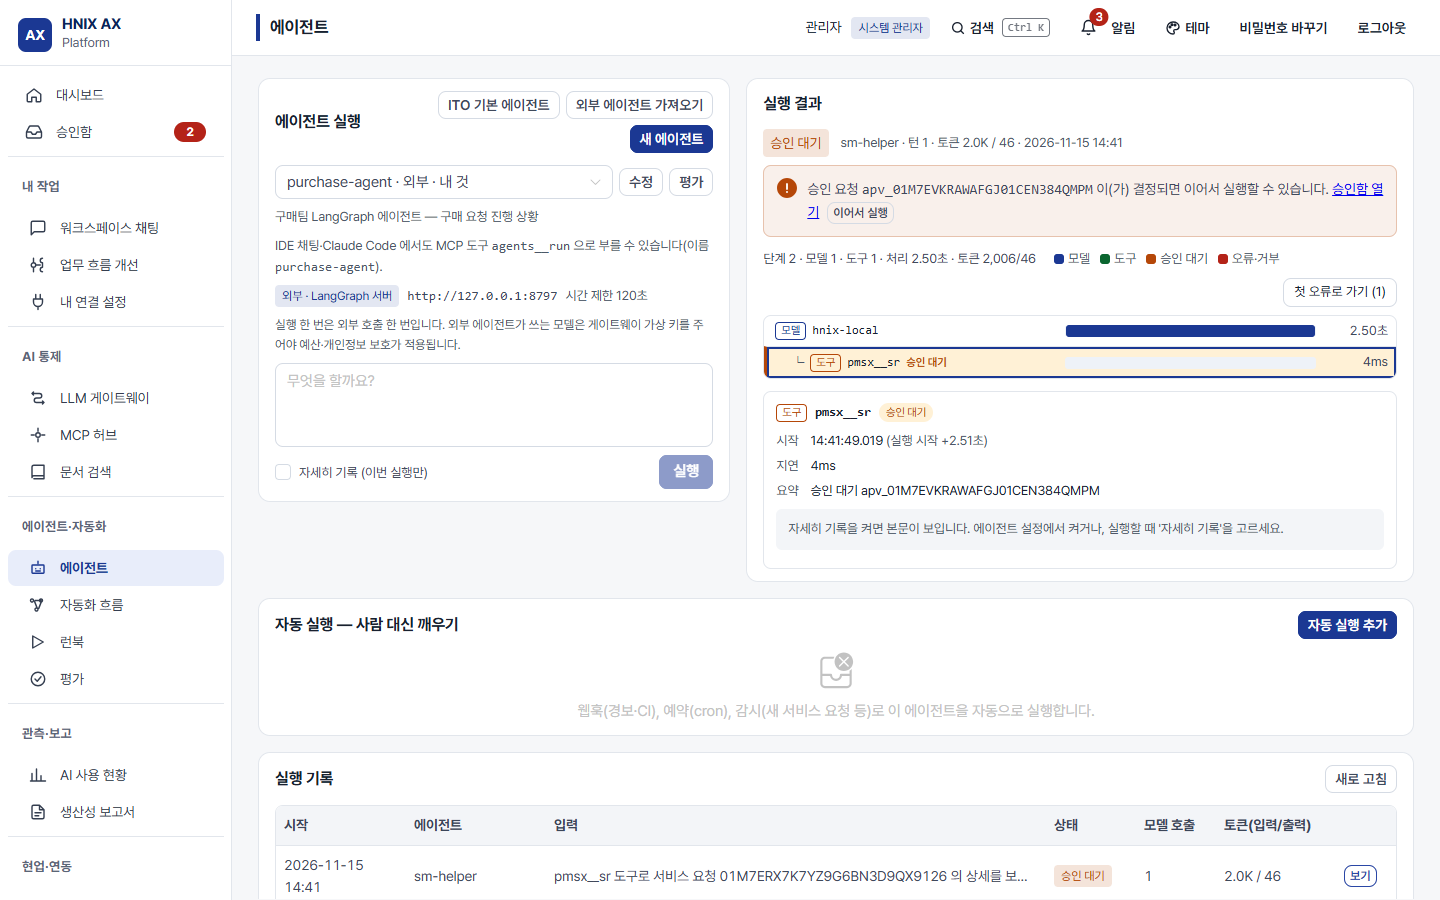 AX
HNIX AX
Platform
대시보드
승인함 2
내 작업
워크스페이스 채팅
업무 흐름 개선
내 연결 설정
AI 통제
LLM 게이트웨이
MCP 허브
문서 검색
에이전트·자동화
에이전트
자동화 흐름
런북
평가
관측·보고
AI 사용 현황
생산성 보고서
현업·연동
에이전트
관리자 시스템 관리자 검색 Ctrl K 3 알림 테마 비밀번호 바꾸기 로그아웃
에이전트 실행
ITO 기본 에이전트 외부 에이전트 가져오기
새 에이전트
purchase-agent · 외부 · 내 것 수정 평가
구매팀 LangGraph 에이전트 — 구매 요청 진행 상황
IDE 채팅·Claude Code 에서도 MCP 도구 agents__run 으로 부를 수 있습니다(이름
purchase-agent).
외부 · LangGraph 서버 http://127.0.0.1:8797 시간 제한 120초
실행 한 번은 외부 호출 한 번입니다. 외부 에이전트가 쓰는 모델은 게이트웨이 가상 키를 주
어야 예산·개인정보 보호가 적용됩니다.
무엇을 할까요?
자세히 기록 (이번 실행만) 실행
실행 결과
승인 대기 sm-helper · 턴 1 · 토큰 2.0K / 46 · 2026-11-15 14:41
승인 요청 apv_01M7EVKRAWAFGJ01CEN384QMPM 이(가) 결정되면 이어서 실행할 수 있습니다. 승인함 열
기 이어서 실행
단계 2 · 모델 1 · 도구 1 · 처리 2.50초 · 토큰 2,006/46 모델 도구 승인 대기 오류·거부
첫 오류로 가기 (1)
모델 hnix-local 2.50초
도구 pmsx__sr 승인 대기 4ms
도구 pmsx__sr 승인 대기
시작 14:41:49.019 (실행 시작 +2.51초)
지연 4ms
요약 승인 대기 apv_01M7EVKRAWAFGJ01CEN384QMPM
자세히 기록을 켜면 본문이 보입니다. 에이전트 설정에서 켜거나, 실행할 때 '자세히 기록'을 고르세요.
자동 실행 — 사람 대신 깨우기
자동 실행 추가
웹훅(경보·CI), 예약(cron), 감시(새 서비스 요청 등)로 이 에이전트을 자동으로 실행합니다.
실행 기록
새로 고침
시작 에이전트 입력 상태 모델 호출 토큰(입력/출력)
2026-11-15
14:41
sm-helper pmsx__sr 도구로 서비스 요청 01M7ERX7K7YZ9G6BN3D9QX9126 의 상세를 보... 승인 대기 1 2.0K / 46 보기